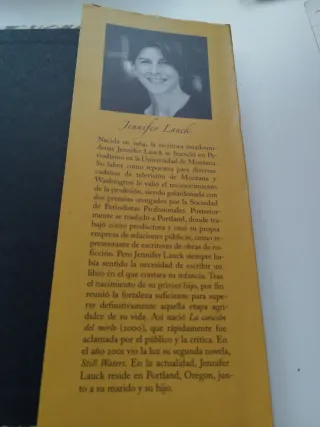 Jennifer Lauck
Nacida en 1964, la escritora estadouni-
dense Jennifer Lauck se licenció en Pe-
riodismo en la Universidad de Montana.
Su labor como reportera para diversas
cadenas de televisión de Montana y
Washington le valió el reconocimiento
de la profesión, siendo galardonada con
dos premios otorgados por la Sociedad
de Periodistas Profesionales. Posterior-
mente se trasladó a Portland, donde tra-
bajó como productora y creó su propia
empresa de relaciones públicas, como re-
presentante de escritores de obras de no
ficción. Pero Jennifer Lauck siempre ha-
bía sentido la necesidad de escribir un
libro en el que contara su infancia. Tras
el nacimiento de su primer hijo, por fin
reunió la fortaleza suficiente para supe-
rar definitivamente aquella etapa agri-
dulce de su vida. Así nació La canción
del mirlo (2000), que rápidamente fue
aclamada por el público y la crítica. En
el año 2001 vio la luz su segunda novela,
Still Waters. En la actualidad, Jennifer
Lauck reside en Portland, Oregon, jun-
to a su marido y su hijo.